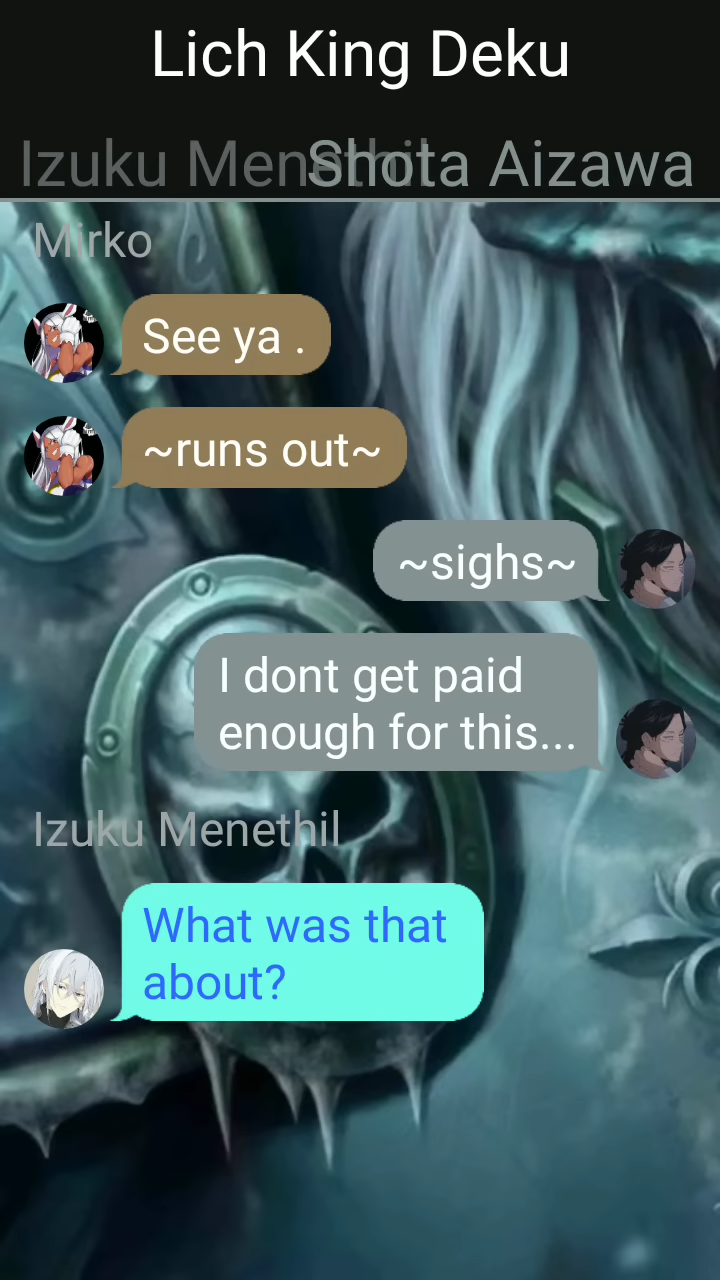 Lich King Deku
Izuku Menethil
Shota Aizawa
Mirko
See ya .
~runs out~
~sighs~
I dont get paid
enough for this...
Izuku Menethil
What was that
about?